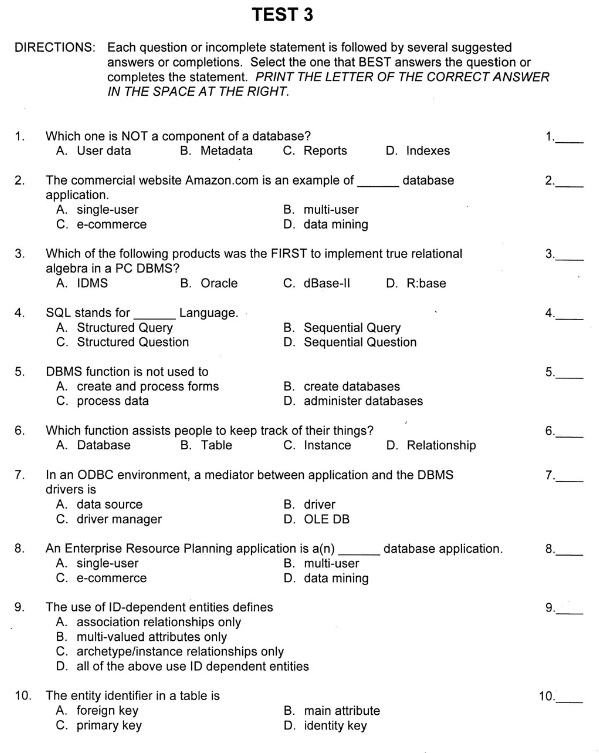 TEST 3
DIRECTIONS: Each question or incomplete statement is followed by several suggested
answers or completions. Select the one that BEST answers the question or
completes the statement. PRINT THE LETTER OF THE CORRECT ANSWER
IN THE SPACE AT THE RIGHT.
1. Which one is NOT a component of a database? 1.____
A. User data B. Metadata C. Reports D. Indexes
2. The commercial website Amazon.com is an example of ______ database 2.____
application.
A. single-user B. multi-user
C. e-commerce D. data mining
3. Which of the following products was the FIRST to implement true relational 3.____
algebra in a PC DBMS?
A. IDMS B. Oracle C. dBase-II D. R:base
4. SQL stands for ______ Language. 4.____
A. Structured Query B. Sequential Query
C. Structured Question D. Sequential Question
5. DBMS function is not used to 5.____
A. create and process forms B. create databases
C. process data D. administer databases
6. Which function assists people to keep track of their things? 6.____
A. Database B. Table C. Instance D. Relationship
7. In an ODBC environment, a mediator between application and the DBMS 7.____
drivers is
A. data source B. driver
C. driver manager D. OLE DB
8. An Enterprise Resource Planning application is a(n) ______ database application. 8.____
A. single-user B. multi-user
C. e-commerce D. data mining
9. The use of ID-dependent entities defines 9.____
A. association relationships only
B. multi-valued attributes only
C. archetype/instance relationships only
D. all of the above use ID dependent entities
10. The entity identifier in a table is 10.____
A. foreign key B. main attribute
C. primary key D. identity key